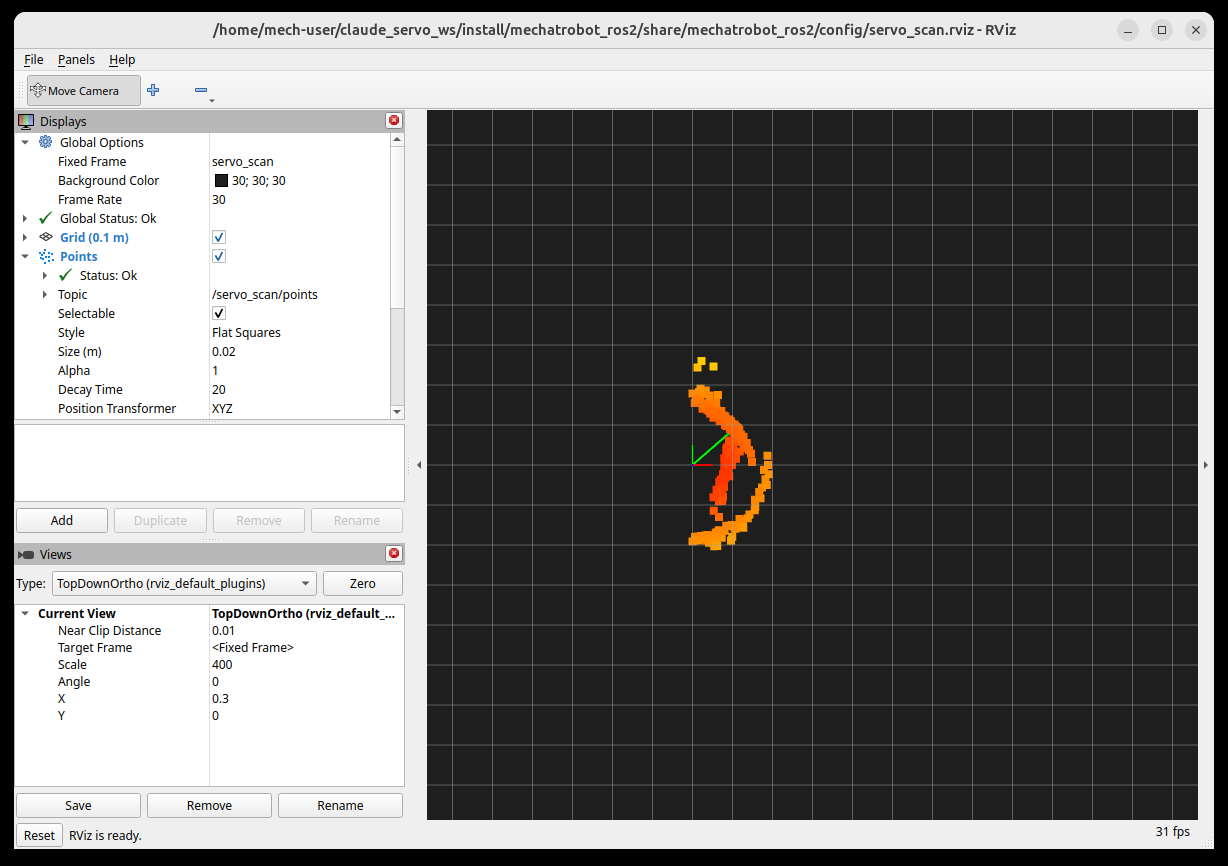 /home/mech-user/claude_servo_ws/install/mechatrobot_ros2/share/mechatrobot_ros2/config/servo_scan.rviz - RViz
File Panels Help
Move Camera
Displays
Global Options
Fixed Frame servo_scan
Background Color 30; 30; 30
Frame Rate 30
Global Status: Ok
Grid (0.1 m)
Points
Status: Ok
Topic /servo_scan/points
Selectable
Style Flat Squares
Size (m) 0.02
Alpha 1
Decay Time 20
Position Transformer XYZ
Add Duplicate Remove Rename
Views
Type: TopDownOrtho (rviz_default_plugins) Zero
Current View TopDownOrtho (rviz_default_...
Near Clip Distance 0.01
Target Frame <Fixed Frame>
Scale 400
Angle 0
X 0.3
Y 0
Save Remove Rename
Reset RViz is ready. 31 fps